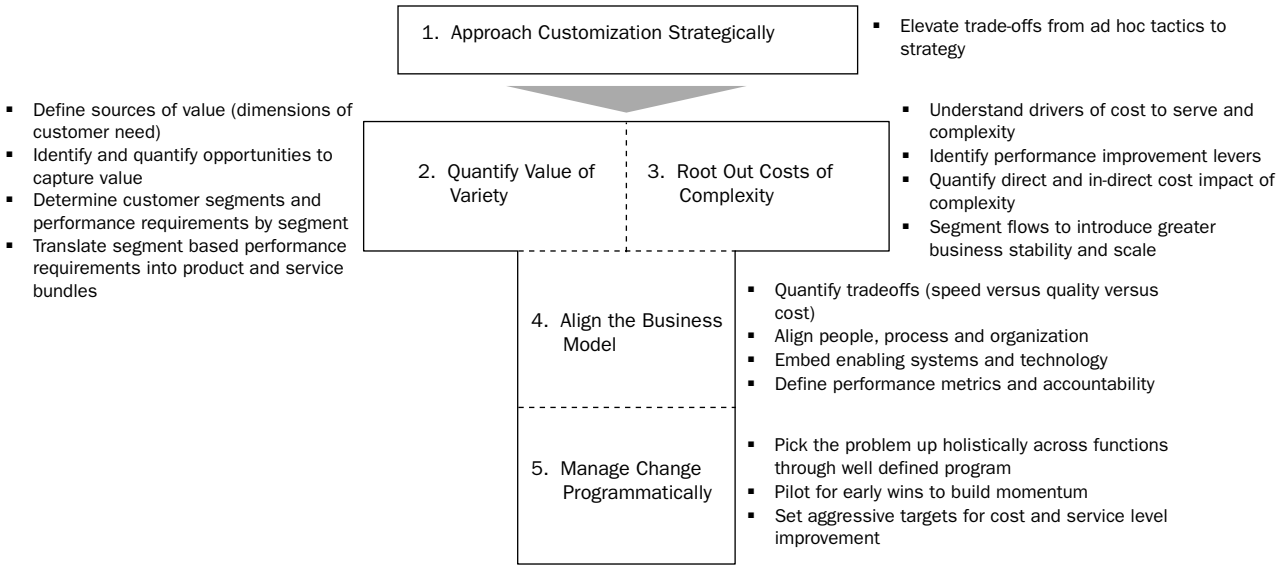 1. Approach Customization Strategically
▪ Elevate trade-offs from ad hoc tactics to
strategy
▪ Define sources of value (dimensions of
customer need)
▪ Identify and quantify opportunities to
capture value
▪ Determine customer segments and
performance requirements by segment
▪ Translate segment based performance
requirements into product and service
bundles
2. Quantify Value of
Variety
3. Root Out Costs of
Complexity
▪ Understand drivers of cost to serve and
complexity
▪ Identify performance improvement levers
▪ Quantify direct and in-direct cost impact of
complexity
▪ Segment flows to introduce greater
business stability and scale
4. Align the Business
Model
▪ Quantify tradeoffs (speed versus quality versus
cost)
▪ Align people, process and organization
▪ Embed enabling systems and technology
▪ Define performance metrics and accountability
5. Manage Change
Programmatically
▪ Pick the problem up holistically across functions
through well defined program
▪ Pilot for early wins to build momentum
▪ Set aggressive targets for cost and service level
improvement